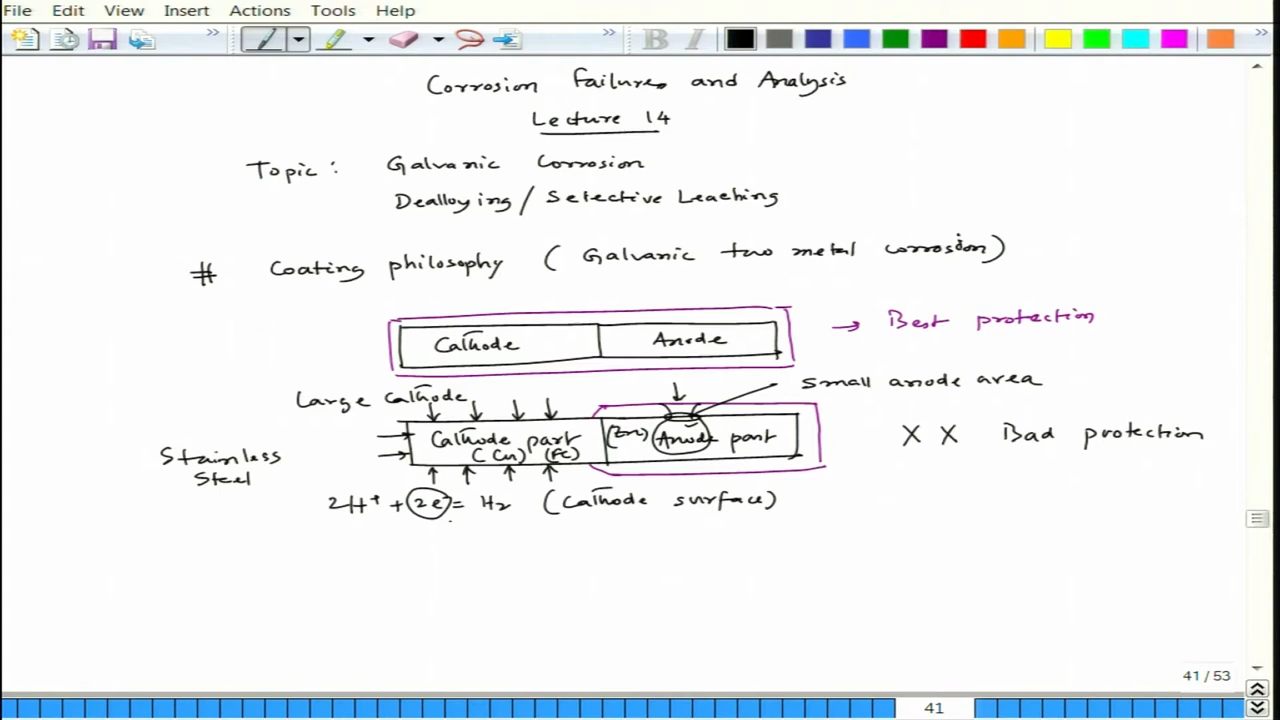 File Edit View Insert Actions Tools Help
B I
Corrosion Failures and Analysis
Lecture 14
Topic: Galvanic Corrosion
Dealloying / Selective Leaching
# Coating philosophy ( Galvanic two metal corrosion)
Cathode Anode → Best protection
Large cathode small anode area
Cathode part (Zn) Anode part X X Bad protection
(Cu) (Fe)
Stainless
Steel
2H+ + 2e = H2 (Cathode surface)
41 / 53
41